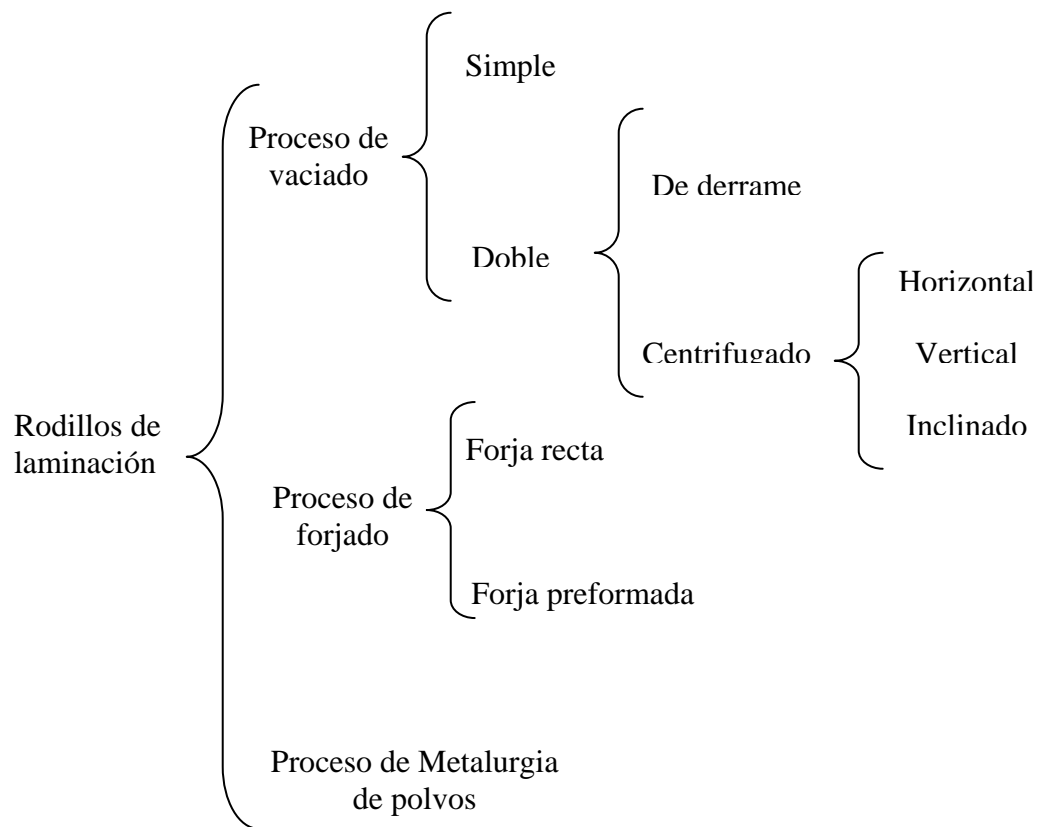 Simple
Proceso de
vaciado
De derrame
Doble
Horizontal
Centrifugado
Vertical
Inclinado
Rodillos de
laminación
Forja recta
Proceso de
forjado
Forja preformada
Proceso de Metalurgia
de polvos